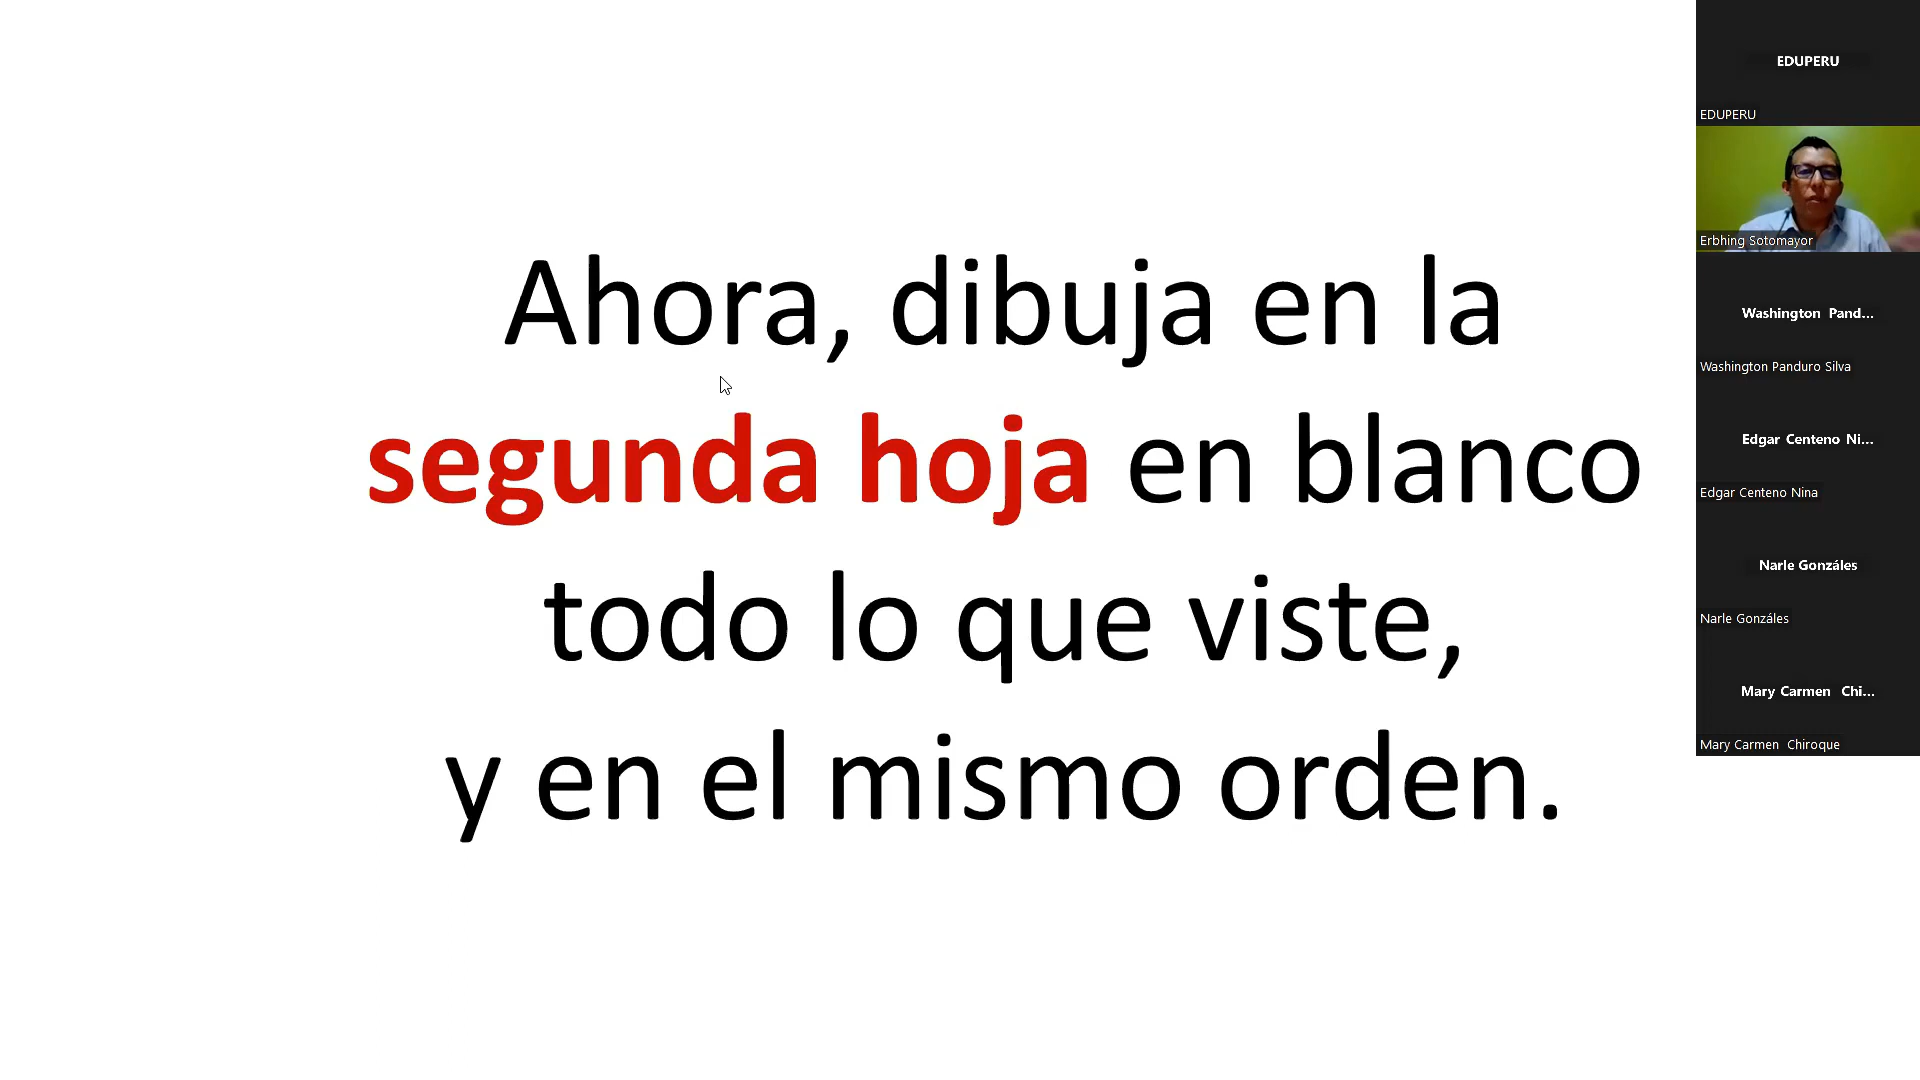 Ahora, dibuja en la
segunda hoja en blanco
todo lo que viste,
y en el mismo orden.
EDUPERU
EDUPERU
Erbhing Sotomayor
Washington Pand...
Washington Panduro Silva
Edgar Centeno Ni...
Edgar Centeno Nina
Narle Gonzáles
Narle Gonzáles
Mary Carmen Chi...
Mary Carmen Chiroque